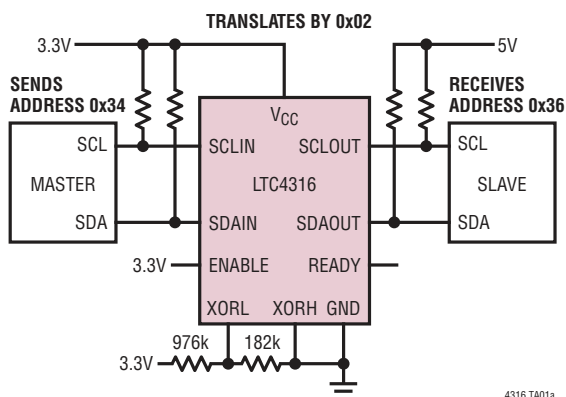 TRANSLATES BY 0x02
3.3V
5V
SENDS
ADDRESS 0x34
RECEIVES
ADDRESS 0x36
VCC
SCL
SCLIN
SCLOUT
SCL
MASTER
LTC4316
SLAVE
SDA
SDAIN
SDAOUT
SDA
3.3V
ENABLE
READY
XORL
XORH
GND
976k
182k
3.3V
4316 TA01a